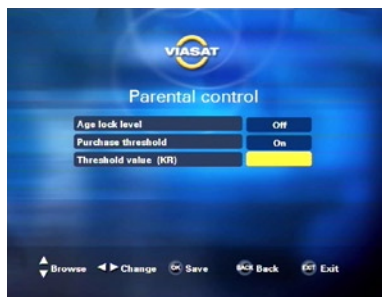 VIASAT
Parental control
Age lock level Off
Purchase threshold On
Threshold value (KR)
Browse Change OK Save BACK Back EXIT Exit